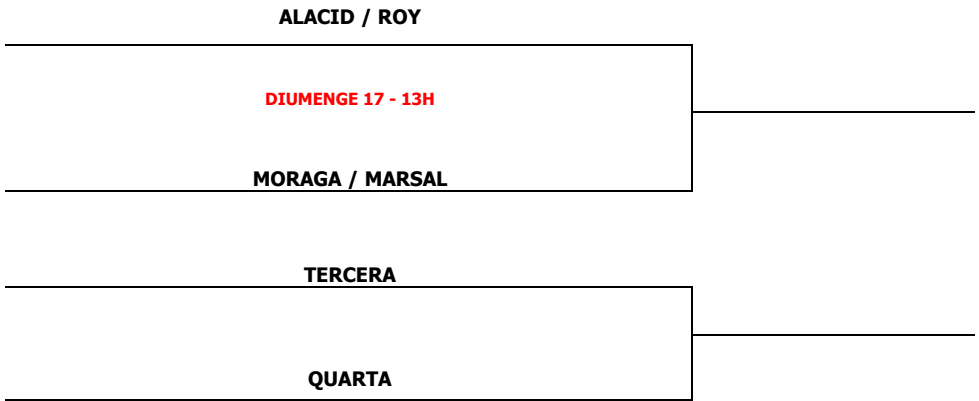 ALACID / ROY
DIUMENGE 17 - 13H
MORAGA / MARSAL
TERCERA
QUARTA